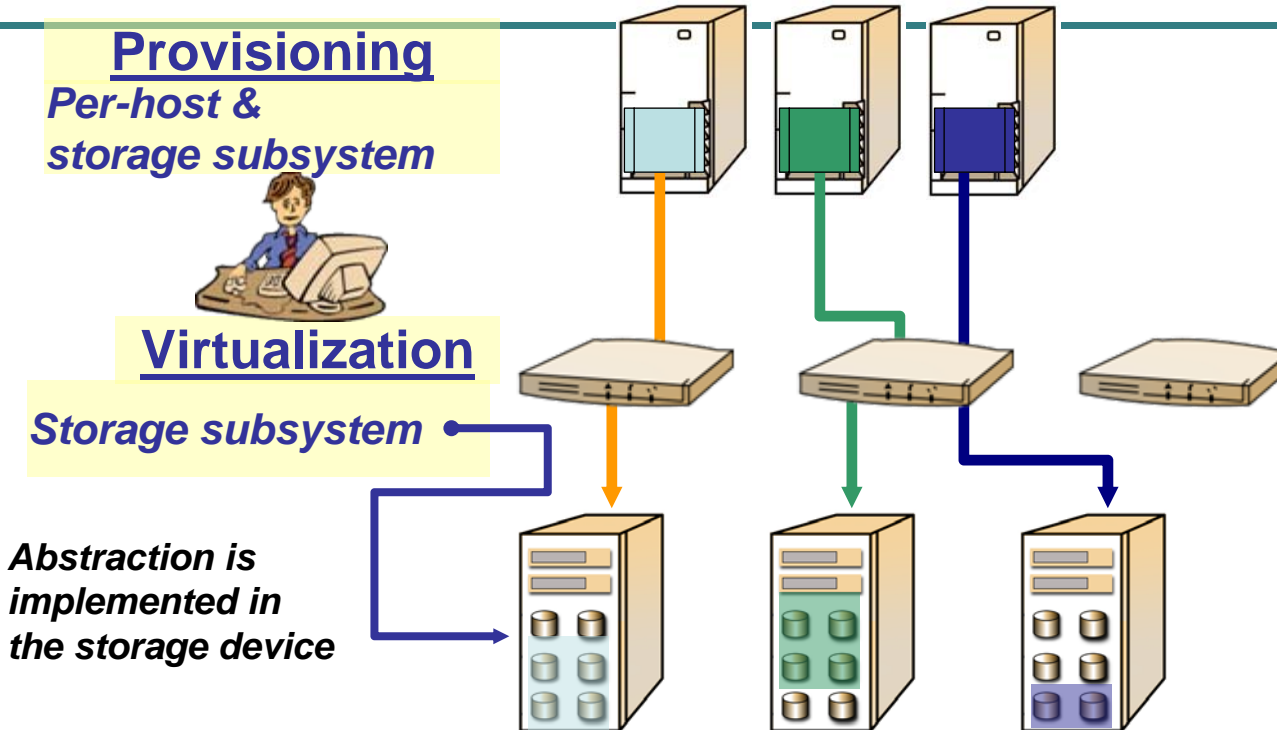 Provisioning
Per-host &
storage subsystem
Virtualization
Storage subsystem
Abstraction is
implemented in
the storage device